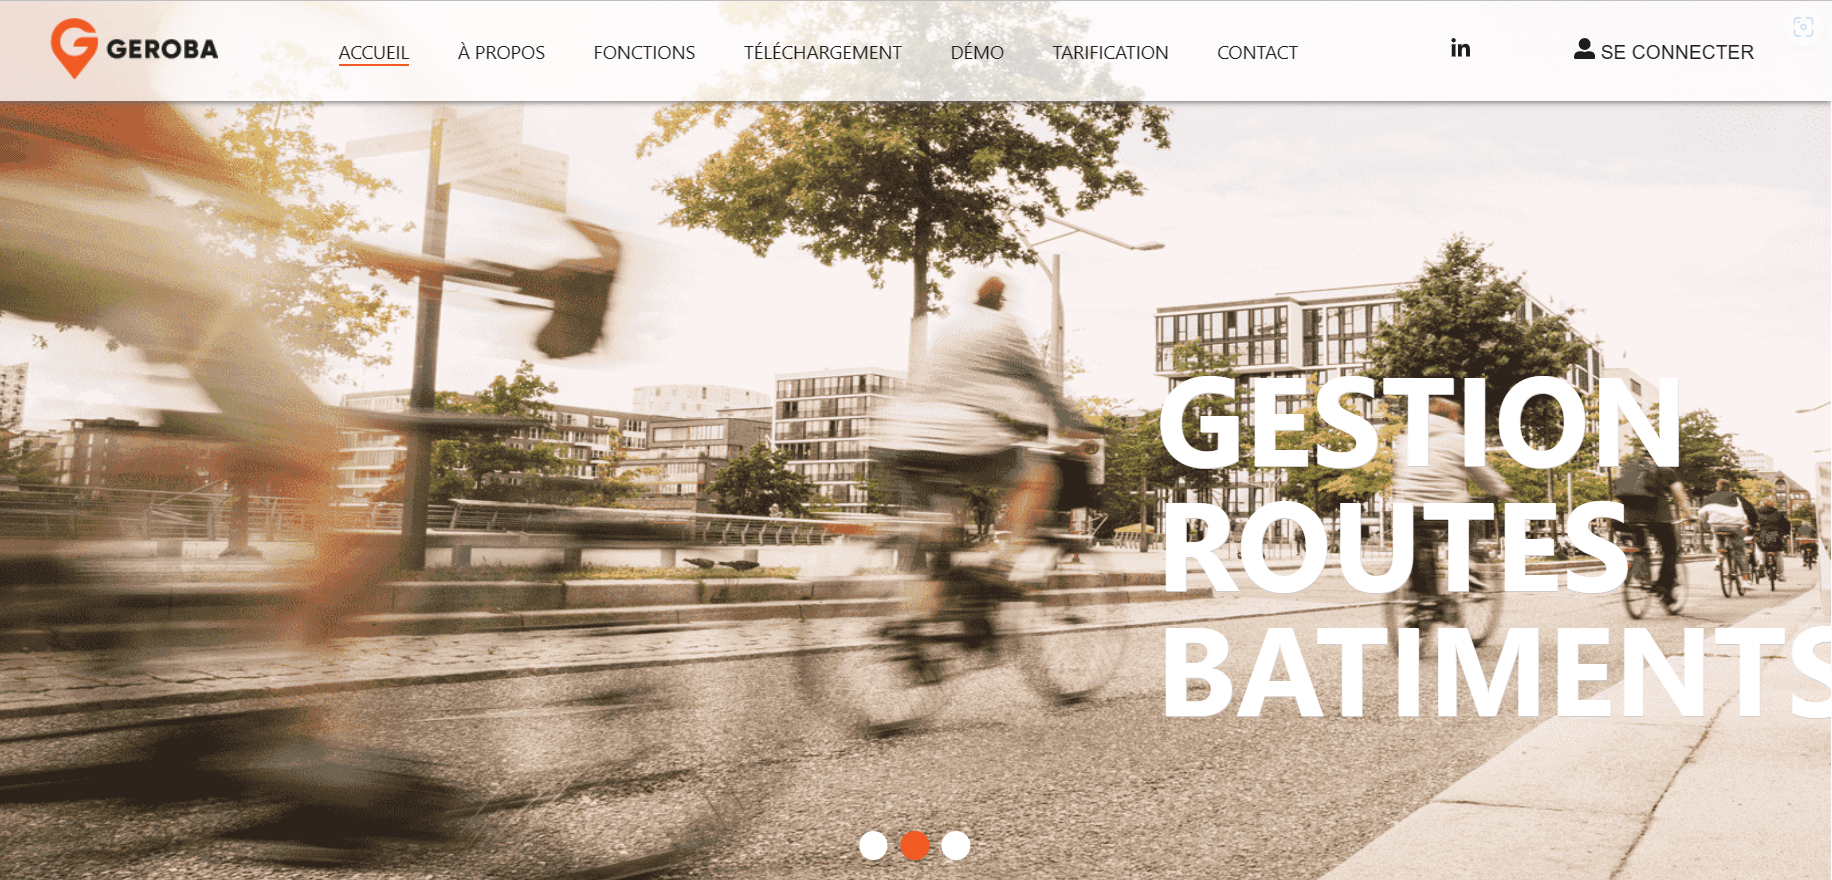 GEROBA
ACCUEIL
À PROPOS
FONCTIONS
TÉLÉCHARGEMENT
DÉMO
TARIFICATION
CONTACT
in
SE CONNECTER
GESTION
ROUTES
BATIMENTS